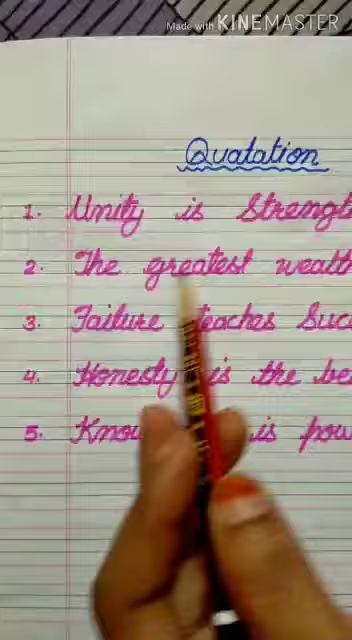 Made with KINEMASTER
Quatation
1. Unity is Strengt
2. The greatest wealth
3. Failure teaches Suc
4. Honesty is the be
5. Know is pow